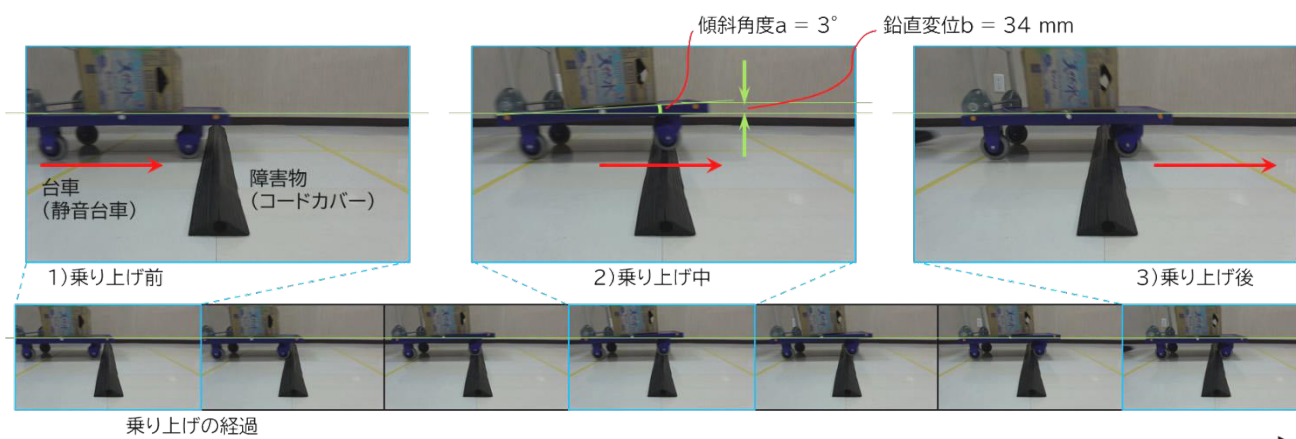 傾斜角度a = 3°
鉛直変位b = 34 mm
台車
(静音台車)
障害物
(コードカバー)
1)乗り上げ前
2)乗り上げ中
3)乗り上げ後
乗り上げの経過